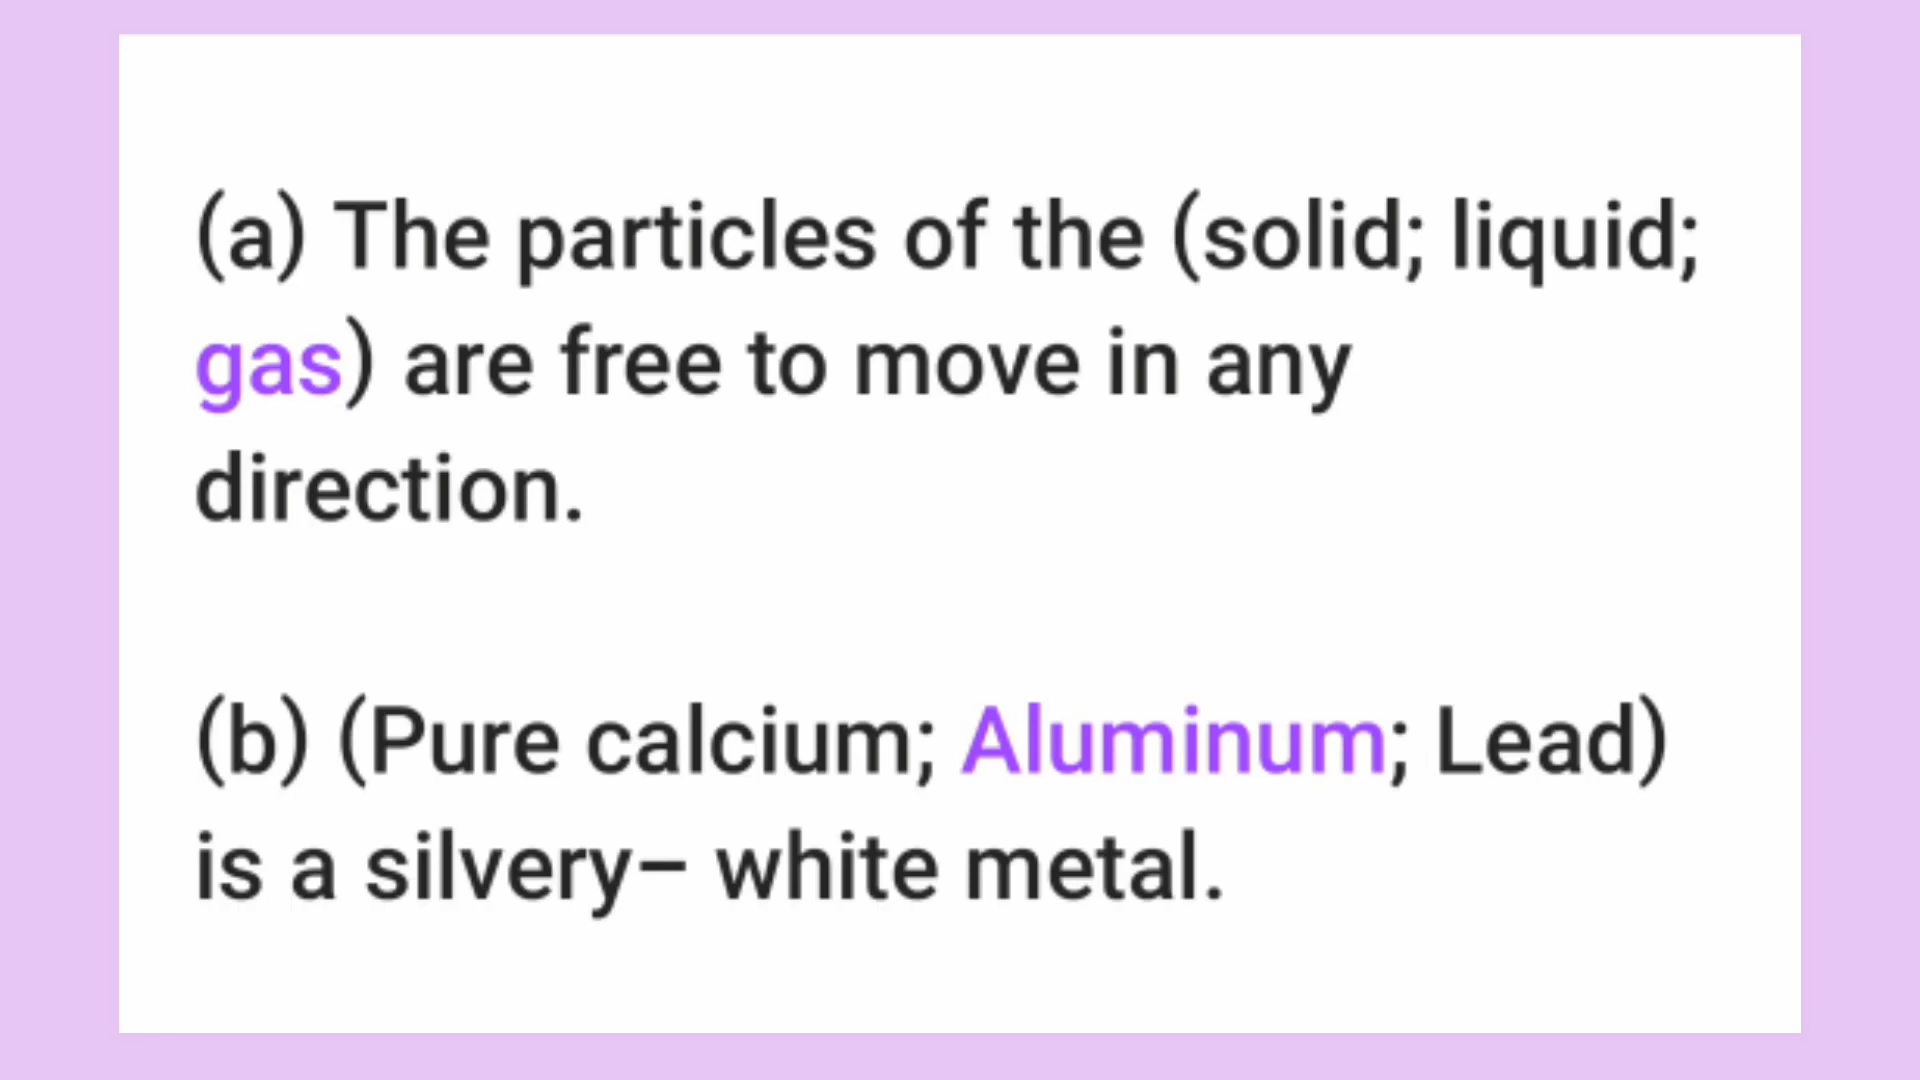 (a) The particles of the (solid; liquid;
gas) are free to move in any
direction.
(b) (Pure calcium; Aluminum; Lead)
is a silvery– white metal.